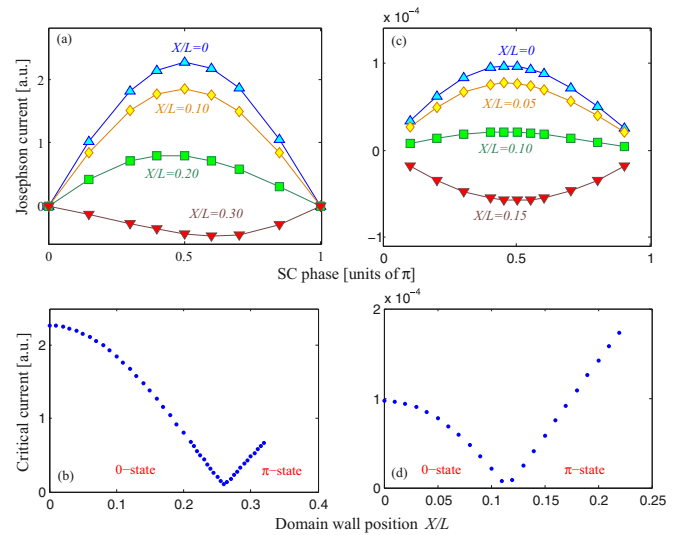 (a)
X/L=0
X/L=0.10
X/L=0.20
X/L=0.30
Josephson current [a.u.]
2
1
0
0
0.5
1
x 10⁻⁴
(c)
X/L=0
X/L=0.05
X/L=0.10
X/L=0.15
1
0
−1
0
0.5
1
SC phase [units of π]
Critical current [a.u.]
2
1
0
(b)
0−state
π−state
0
0.1
0.2
0.3
0.4
x 10⁻⁴
2
1
0
(d)
0−state
π−state
0
0.05
0.1
0.15
0.2
0.25
Domain wall position X/L